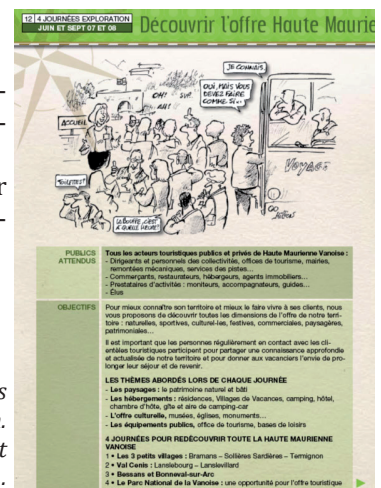 12 | 4 JOURNÉES EXPLORATION
JUIN ET SEPT 07 ET 08
Découvrir l'offre Haute Maurie
JE CONNAIS
OUI, MAIS VOUS
DEVEZ FAIRE
COMME SI...
OH!
ACCUEIL
VOYAGES
TOILETTES?
LA BOUFFE, C'EST
A QUELLE HEURE?
PUBLICS
ATTENDUS
Tous les acteurs touristiques publics et privés de Haute Maurienne Vanoise :
- Dirigeants et personnels des collectivités, offices de tourisme, mairies,
remontées mécaniques, services des pistes...
- Commerçants, restaurateurs, hébergeurs, agents immobiliers...
- Prestataires d'activités : moniteurs, accompagnateurs, guides...
- Élus
OBJECTIFS
Pour mieux connaître son territoire et mieux le faire vivre à ses clients, nous
vous proposons de découvrir toutes les dimensions de l'offre de notre terri-
toire : naturelles, sportives, culturel-les, festives, commerciales, paysagères,
patrimoniales...
Il est important que les personnes régulièrement en contact avec les cli-
entèles touristiques participent pour partager une connaissance approfondie
et actualisée de notre territoire et pour donner aux vacanciers l'envie de pro-
longer leur séjour et de revenir.
LES THÈMES ABORDÉS LORS DE CHAQUE JOURNÉE
- Les paysages : le patrimoine naturel et bâti
- Les hébergements : résidences, Villages de Vacances, camping, hôtel,
chambre d'hôte, gîte et aire de camping-car
- L'offre culturelle, musées, églises, monuments...
- Les équipements publics, office de tourisme, bases de loisirs
4 JOURNÉES POUR REDÉCOUVRIR TOUTE LA HAUTE MAURIENNE
VANOISE
1 • Les 3 petits villages : Bramans – Sollières Sardières – Termignon
2 • Val Cenis : Lanslebourg – Lanslevillard
3 • Bessans et Bonneval-sur-Arc
4 • Le Parc National de la Vanoise : une opportunité pour l'offre touristique
r
s
.
t